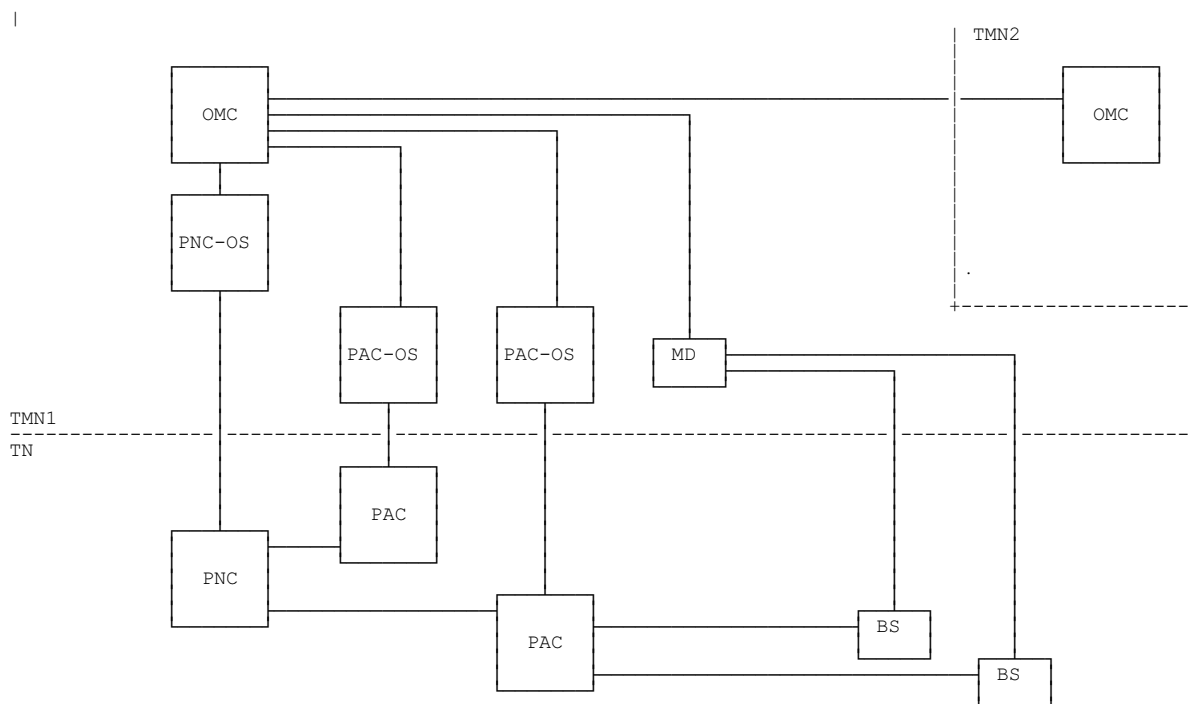 TMN2
OMC
OMC
PNC-OS
PAC-OS
PAC-OS
MD
TMN1
TN
PAC
PNC
PAC
BS
BS